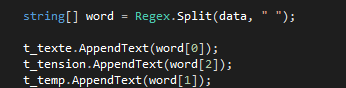 string[] word = Regex.Split(data, " ");
t_texte.AppendText(word[0]);
t_tension.AppendText(word[2]);
t_temp.AppendText(word[1]);